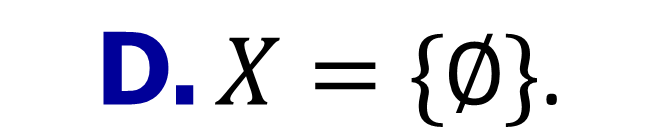 D. X = {∅}.